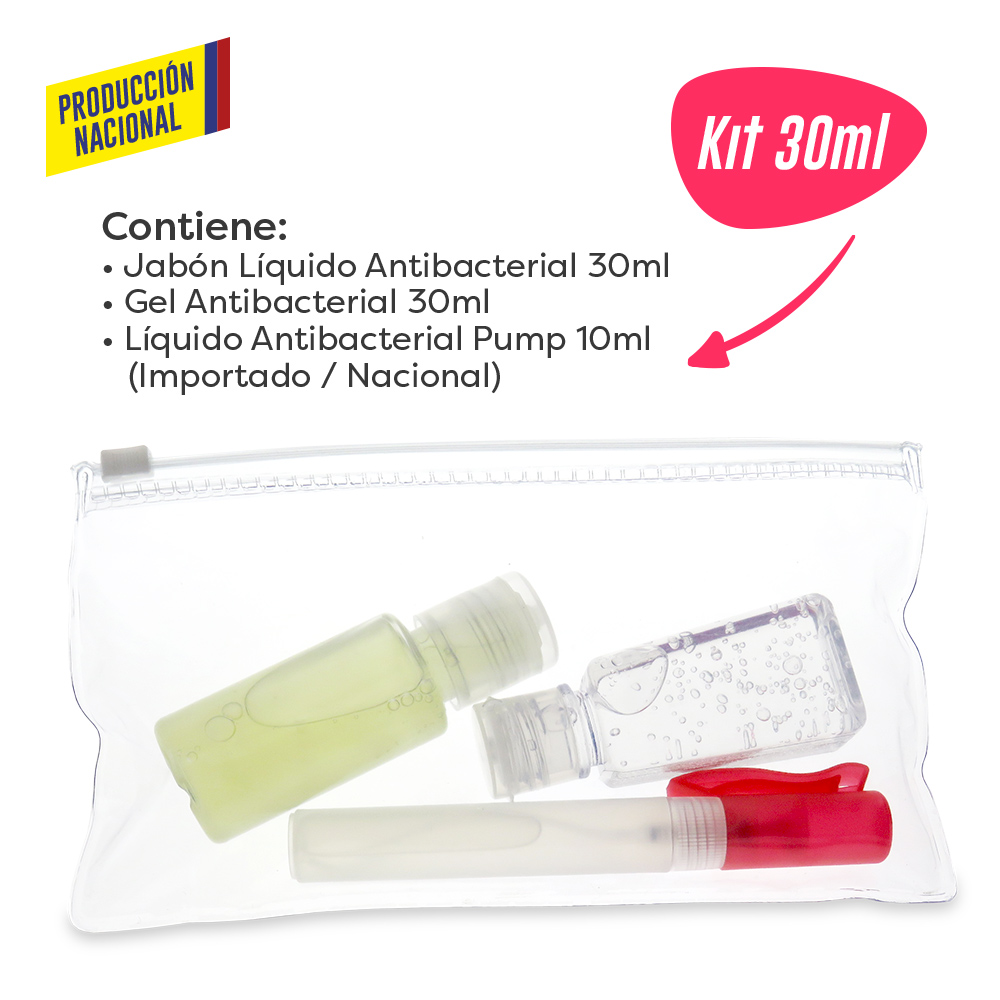 PRODUCCIÓN
NACIONAL
Kit 30ml
Contiene:
• Jabón Líquido Antibacterial 30ml
• Gel Antibacterial 30ml
• Líquido Antibacterial Pump 10ml
(Importado / Nacional)